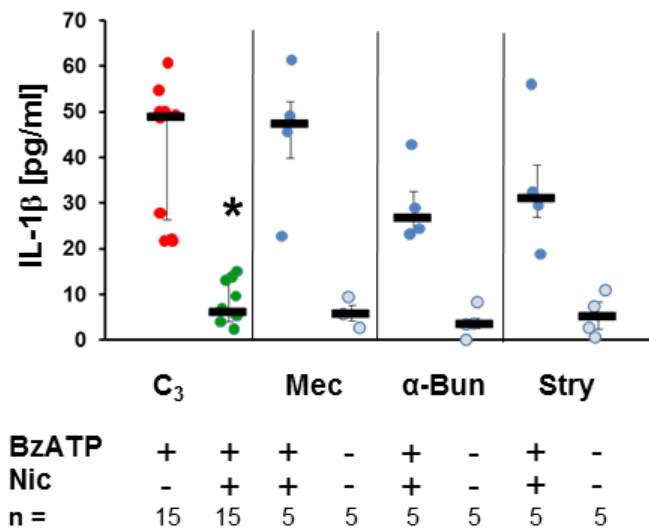 70
60
50
40
30
20
10
0
IL-1β [pg/ml]
*
C₃ Mec α-Bun Stry
BzATP + + + - + - + -
Nic - + + - + - + -
n = 15 15 5 5 5 5 5 5